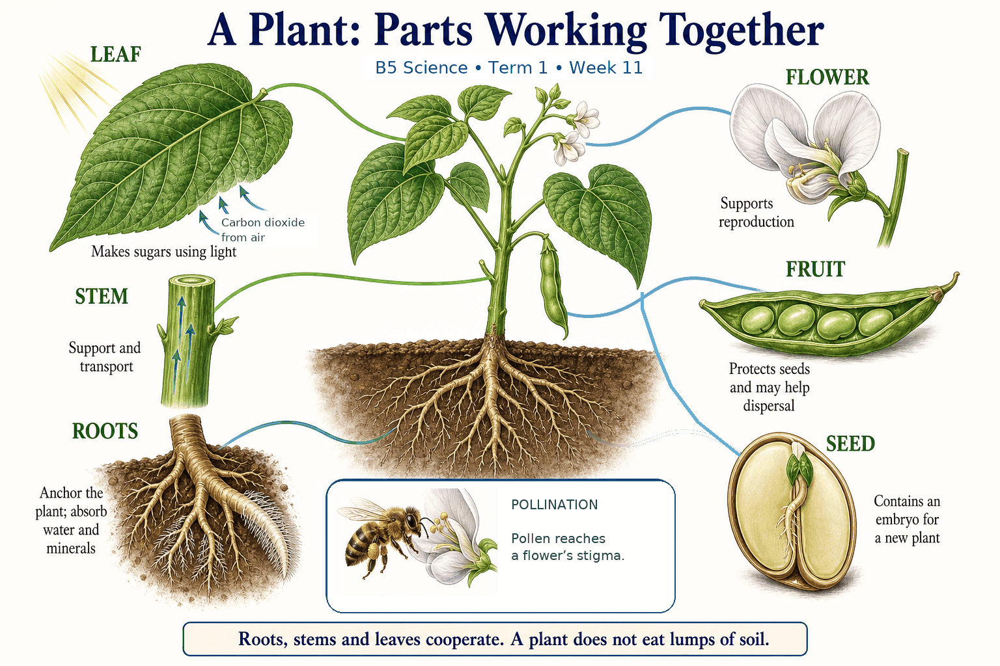 A Plant: Parts Working Together
B5 Science • Term 1 • Week 11
LEAF
Carbon dioxide
from air
Makes sugars using light
STEM
Support and
transport
ROOTS
Anchor the
plant; absorb
water and
minerals
FLOWER
Supports
reproduction
FRUIT
Protects seeds
and may help
dispersal
SEED
Contains an
embryo for
a new plant
POLLINATION
Pollen reaches
a flower’s stigma.
Roots, stems and leaves cooperate. A plant does not eat lumps of soil.